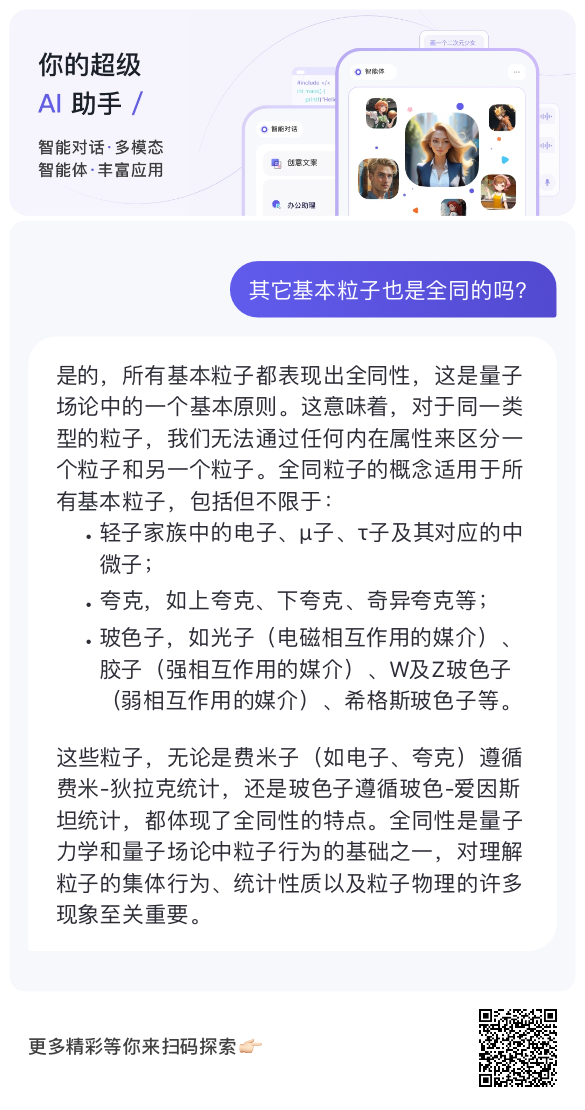 你的超级
AI 助手 /
智能对话·多模态
智能体·丰富应用
画一个二次元少女
#include </>
int main() {
printf("Hello
智能对话
创意文案
办公助理
智能体
其它基本粒子也是全同的吗？
是的，所有基本粒子都表现出全同性，这是量子
场论中的一个基本原则。这意味着，对于同一类
型的粒子，我们无法通过任何内在属性来区分一
个粒子和另一个粒子。全同粒子的概念适用于所
有基本粒子，包括但不限于：
• 轻子家族中的电子、μ子、τ子及其对应的中
微子；
• 夸克，如上夸克、下夸克、奇异夸克等；
• 玻色子，如光子（电磁相互作用的媒介）、
胶子（强相互作用的媒介）、W及Z玻色子
（弱相互作用的媒介）、希格斯玻色子等。
这些粒子，无论是费米子（如电子、夸克）遵循
费米-狄拉克统计，还是玻色子遵循玻色-爱因斯
坦统计，都体现了全同性的特点。全同性是量子
力学和量子场论中粒子行为的基础之一，对理解
粒子的集体行为、统计性质以及粒子物理的许多
现象至关重要。
更多精彩等你来扫码探索👉🏻